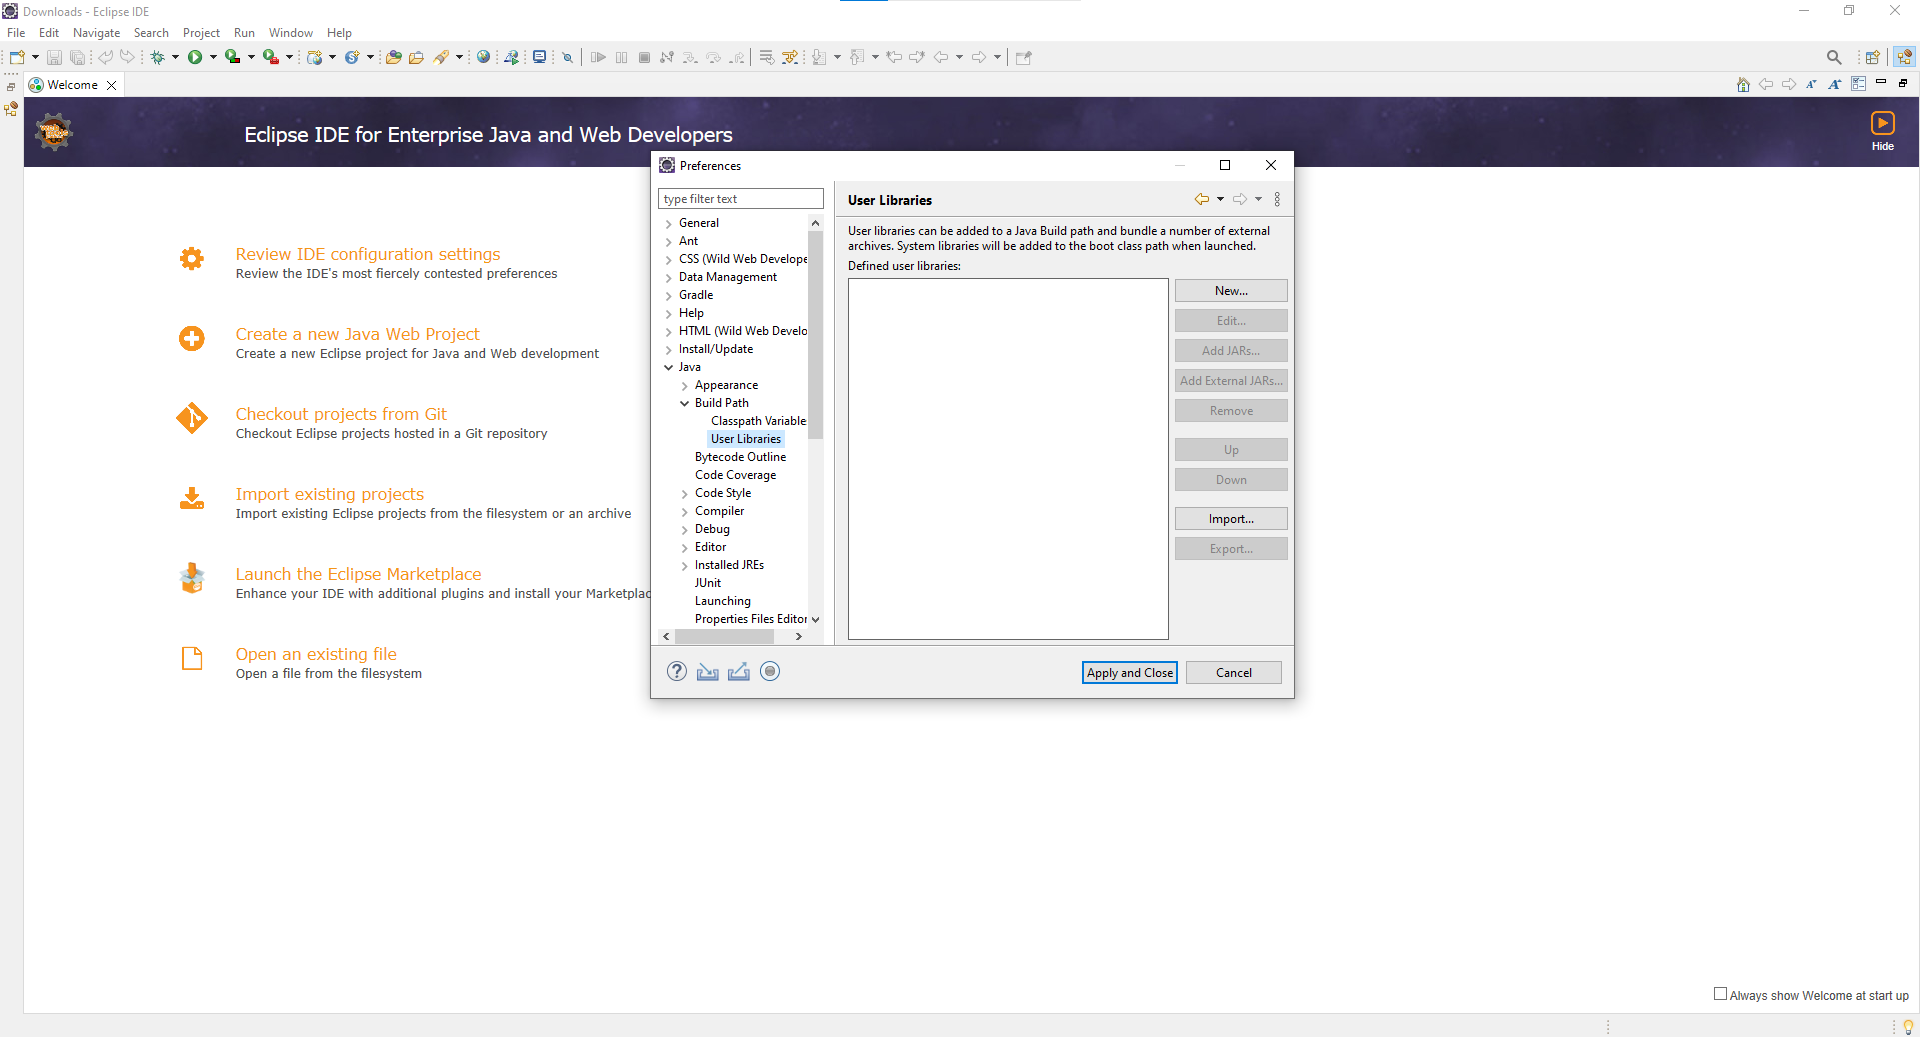 Downloads - Eclipse IDE
File Edit Navigate Search Project Run Window Help
Welcome
Eclipse IDE for Enterprise Java and Web Developers
Hide
Review IDE configuration settings
Review the IDE's most fiercely contested preferences
Create a new Java Web Project
Create a new Eclipse project for Java and Web development
Checkout projects from Git
Checkout Eclipse projects hosted in a Git repository
Import existing projects
Import existing Eclipse projects from the filesystem or an archive
Launch the Eclipse Marketplace
Enhance your IDE with additional plugins and install your Marketplac
Open an existing file
Open a file from the filesystem
Preferences
type filter text
General
Ant
CSS (Wild Web Develope
Data Management
Gradle
Help
HTML (Wild Web Develo
Install/Update
Java
Appearance
Build Path
Classpath Variable
User Libraries
Bytecode Outline
Code Coverage
Code Style
Compiler
Debug
Editor
Installed JREs
JUnit
Launching
Properties Files Editor
User Libraries
User libraries can be added to a Java Build path and bundle a number of external
archives. System libraries will be added to the boot class path when launched.
Defined user libraries:
New...
Edit...
Add JARs...
Add External JARs...
Remove
Up
Down
Import...
Export...
Apply and Close
Cancel
Always show Welcome at start up